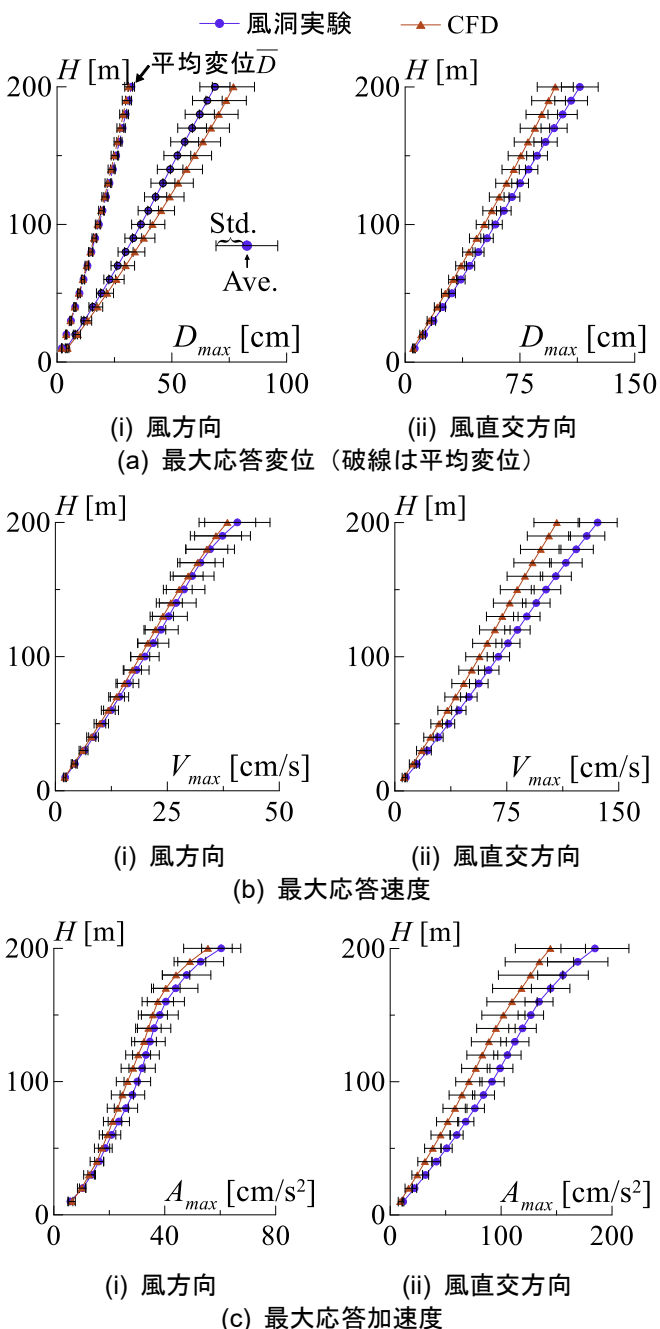 風洞実験 CFD
H [m] 平均変位D̅
200
100
0
Std.
Ave.
D_max [cm]
0 50 100
(i) 風方向
H [m]
200
100
0
D_max [cm]
0 75 150
(ii) 風直交方向
(a) 最大応答変位（破線は平均変位）
H [m]
200
100
0
V_max [cm/s]
0 25 50
(i) 風方向
H [m]
200
100
0
V_max [cm/s]
0 75 150
(ii) 風直交方向
(b) 最大応答速度
H [m]
200
100
0
A_max [cm/s²]
0 40 80
(i) 風方向
H [m]
200
100
0
A_max [cm/s²]
0 100 200
(ii) 風直交方向
(c) 最大応答加速度